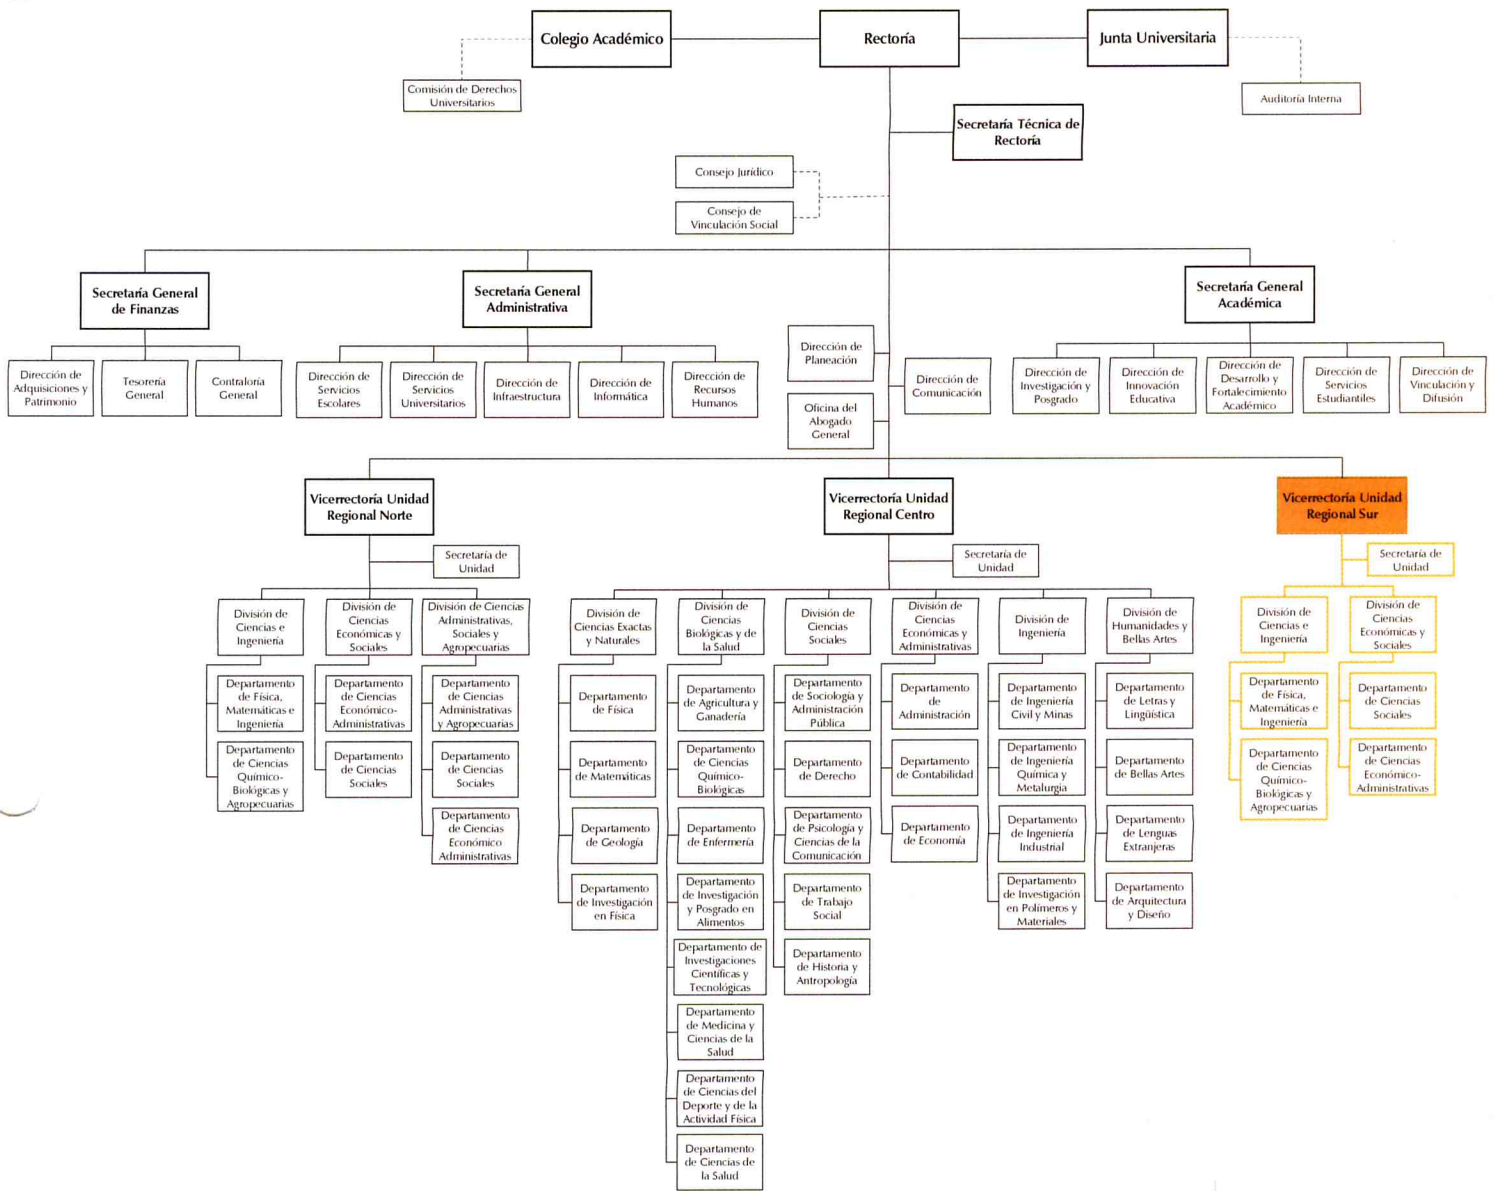 Colegio Académico
Rectoría
Junta Universitaria
Comisión de Derechos
Universitarios
Auditoría Interna
Secretaría Técnica de
Rectoría
Consejo Jurídico
Consejo de
Vinculación Social
Secretaría General
de Finanzas
Secretaría General
Administrativa
Secretaría General
Académica
Dirección de
Adquisiciones y
Patrimonio
Tesorería
General
Contraloría
General
Dirección de
Servicios
Escolares
Dirección de
Servicios
Universitarios
Dirección de
Infraestructura
Dirección de
Informática
Dirección de
Recursos
Humanos
Dirección de
Planeación
Dirección de
Comunicación
Oficina del
Abogado
General
Dirección de
Investigación y
Posgrado
Dirección de
Innovación
Educativa
Dirección de
Desarrollo y
Fortalecimiento
Académico
Dirección de
Servicios
Estudiantiles
Dirección de
Vinculación y
Difusión
Vicerrectoría Unidad
Regional Norte
Secretaría de
Unidad
División de
Ciencias e
Ingeniería
División de
Ciencias
Económicas y
Sociales
División de Ciencias
Administrativas,
Sociales y
Agropecuarias
Departamento
de Física,
Matemáticas e
Ingeniería
Departamento
de Ciencias
Químico-
Biológicas y
Agropecuarias
Departamento
de Ciencias
Económico-
Administrativas
Departamento
de Ciencias
Sociales
Departamento
de Ciencias
Administrativas
y Agropecuarias
Departamento
de Ciencias
Sociales
Departamento
de Ciencias
Económico
Administrativas
Vicerrectoría Unidad
Regional Centro
Secretaría de
Unidad
División de
Ciencias Exactas
y Naturales
División de
Ciencias
Biológicas y de
la Salud
División de
Ciencias
Sociales
División de
Ciencias
Económicas y
Administrativas
División de
Ingeniería
División de
Humanidades y
Bellas Artes
Departamento
de Física
Departamento
de Matemáticas
Departamento
de Geología
Departamento
de Investigación
en Física
Departamento
de Agricultura y
Ganadería
Departamento
de Ciencias
Químico-
Biológicas
Departamento
de Enfermería
Departamento
de Investigación
y Posgrado en
Alimentos
Departamento de
Investigaciones
Científicas y
Tecnológicas
Departamento
de Medicina y
Ciencias de la
Salud
Departamento
de Ciencias del
Deporte y de la
Actividad Física
Departamento
de Ciencias de
la Salud
Departamento
de Sociología y
Administración
Pública
Departamento
de Derecho
Departamento
de Psicología y
Ciencias de la
Comunicación
Departamento
de Trabajo
Social
Departamento
de Historia y
Antropología
Departamento
de
Administración
Departamento
de Contabilidad
Departamento
de Economía
Departamento
de Ingeniería
Civil y Minas
Departamento
de Ingeniería
Química y
Metalurgia
Departamento
de Ingeniería
Industrial
Departamento
de Investigación
en Polímeros y
Materiales
Departamento
de Letras y
Lingüística
Departamento
de Bellas Artes
Departamento
de Lenguas
Extranjeras
Departamento
de Arquitectura
y Diseño
Vicerrectoría Unidad
Regional Sur
Secretaría de
Unidad
División de
Ciencias e
Ingeniería
División de
Ciencias
Económicas y
Sociales
Departamento
de Física,
Matemáticas e
Ingeniería
Departamento
de Ciencias
Químico-
Biológicas y
Agropecuarias
Departamento
de Ciencias
Sociales
Departamento
de Ciencias
Económico-
Administrativas